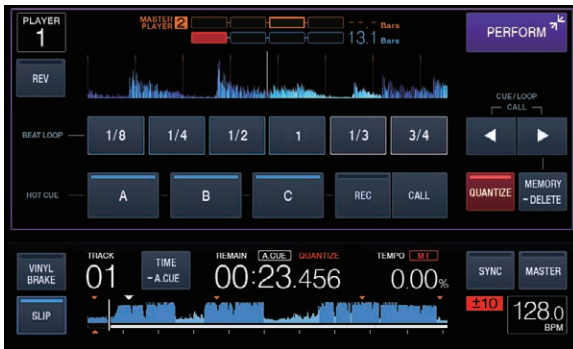 PLAYER
1
MASTER
PLAYER 2
--.- Bars
13.1 Bars
PERFORM
REV
CUE/LOOP
CALL
BEAT LOOP
1/8
1/4
1/2
1
1/3
3/4
HOT CUE
A
B
C
REC
CALL
QUANTIZE
MEMORY
- DELETE
VINYL
BRAKE
TRACK
01
TIME
- A.CUE
REMAIN A.CUE QUANTIZE
00:23.456
TEMPO MT
0.00%
SYNC
MASTER
SLIP
±10
128.0
BPM